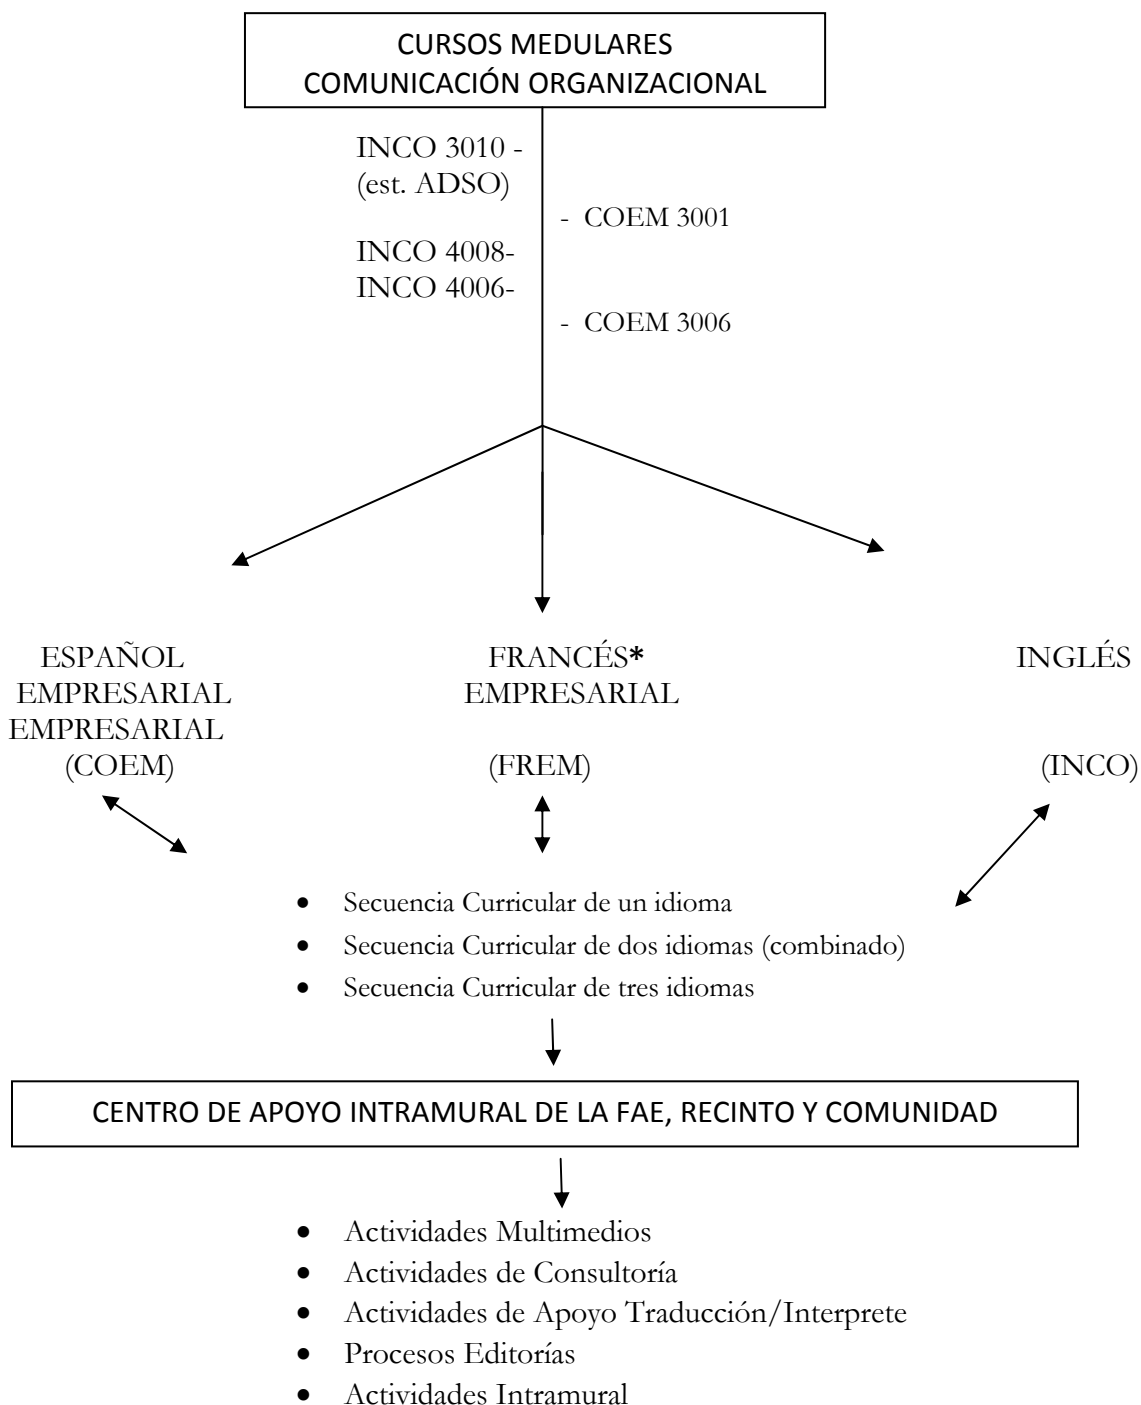 CURSOS MEDULARES
COMUNICACIÓN ORGANIZACIONAL
INCO 3010 -
(est. ADSO)
- COEM 3001
INCO 4008-
INCO 4006-
- COEM 3006
ESPAÑOL FRANCÉS* INGLÉS
EMPRESARIAL EMPRESARIAL
EMPRESARIAL
(COEM) (FREM) (INCO)
• Secuencia Curricular de un idioma
• Secuencia Curricular de dos idiomas (combinado)
• Secuencia Curricular de tres idiomas
CENTRO DE APOYO INTRAMURAL DE LA FAE, RECINTO Y COMUNIDAD
• Actividades Multimedios
• Actividades de Consultoría
• Actividades de Apoyo Traducción/Interprete
• Procesos Editorías
• Actividades Intramural